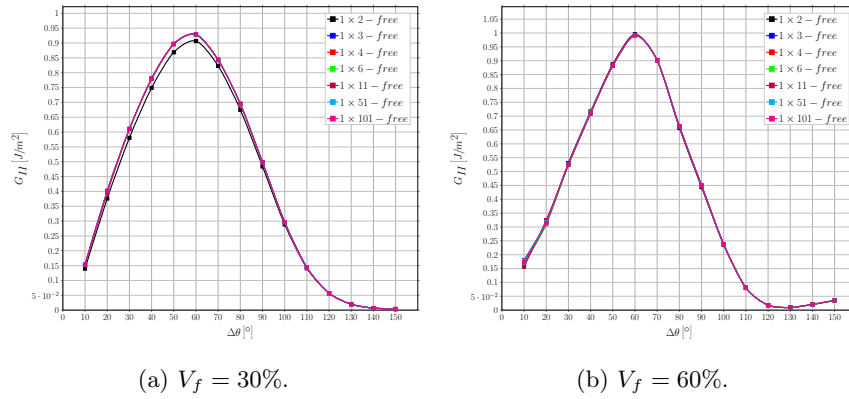 1
0.95
0.9
0.85
0.8
0.75
0.7
0.65
0.6
0.55
0.5
0.45
0.4
0.35
0.3
0.25
0.2
0.15
0.1
5 · 10⁻²
0
G_II [J/m²]
0 10 20 30 40 50 60 70 80 90 100 110 120 130 140 150
Δθ [°]
1 × 2 − free
1 × 3 − free
1 × 4 − free
1 × 6 − free
1 × 11 − free
1 × 51 − free
1 × 101 − free
(a) V_f = 30%.
1.05
1
0.95
0.9
0.85
0.8
0.75
0.7
0.65
0.6
0.55
0.5
0.45
0.4
0.35
0.3
0.25
0.2
0.15
0.1
5 · 10⁻²
0
G_II [J/m²]
0 10 20 30 40 50 60 70 80 90 100 110 120 130 140 150
Δθ [°]
1 × 2 − free
1 × 3 − free
1 × 4 − free
1 × 6 − free
1 × 11 − free
1 × 51 − free
1 × 101 − free
(b) V_f = 60%.